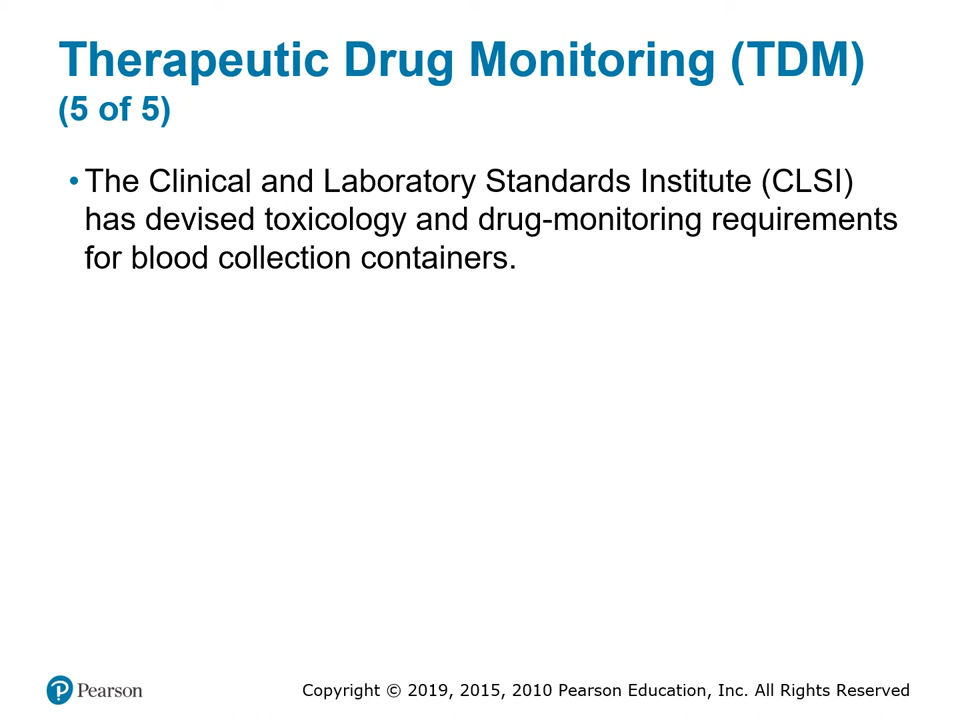 Therapeutic Drug Monitoring (TDM)
(5 of 5)
• The Clinical and Laboratory Standards Institute (CLSI)
has devised toxicology and drug-monitoring requirements
for blood collection containers.
Pearson
Copyright © 2019, 2015, 2010 Pearson Education, Inc. All Rights Reserved